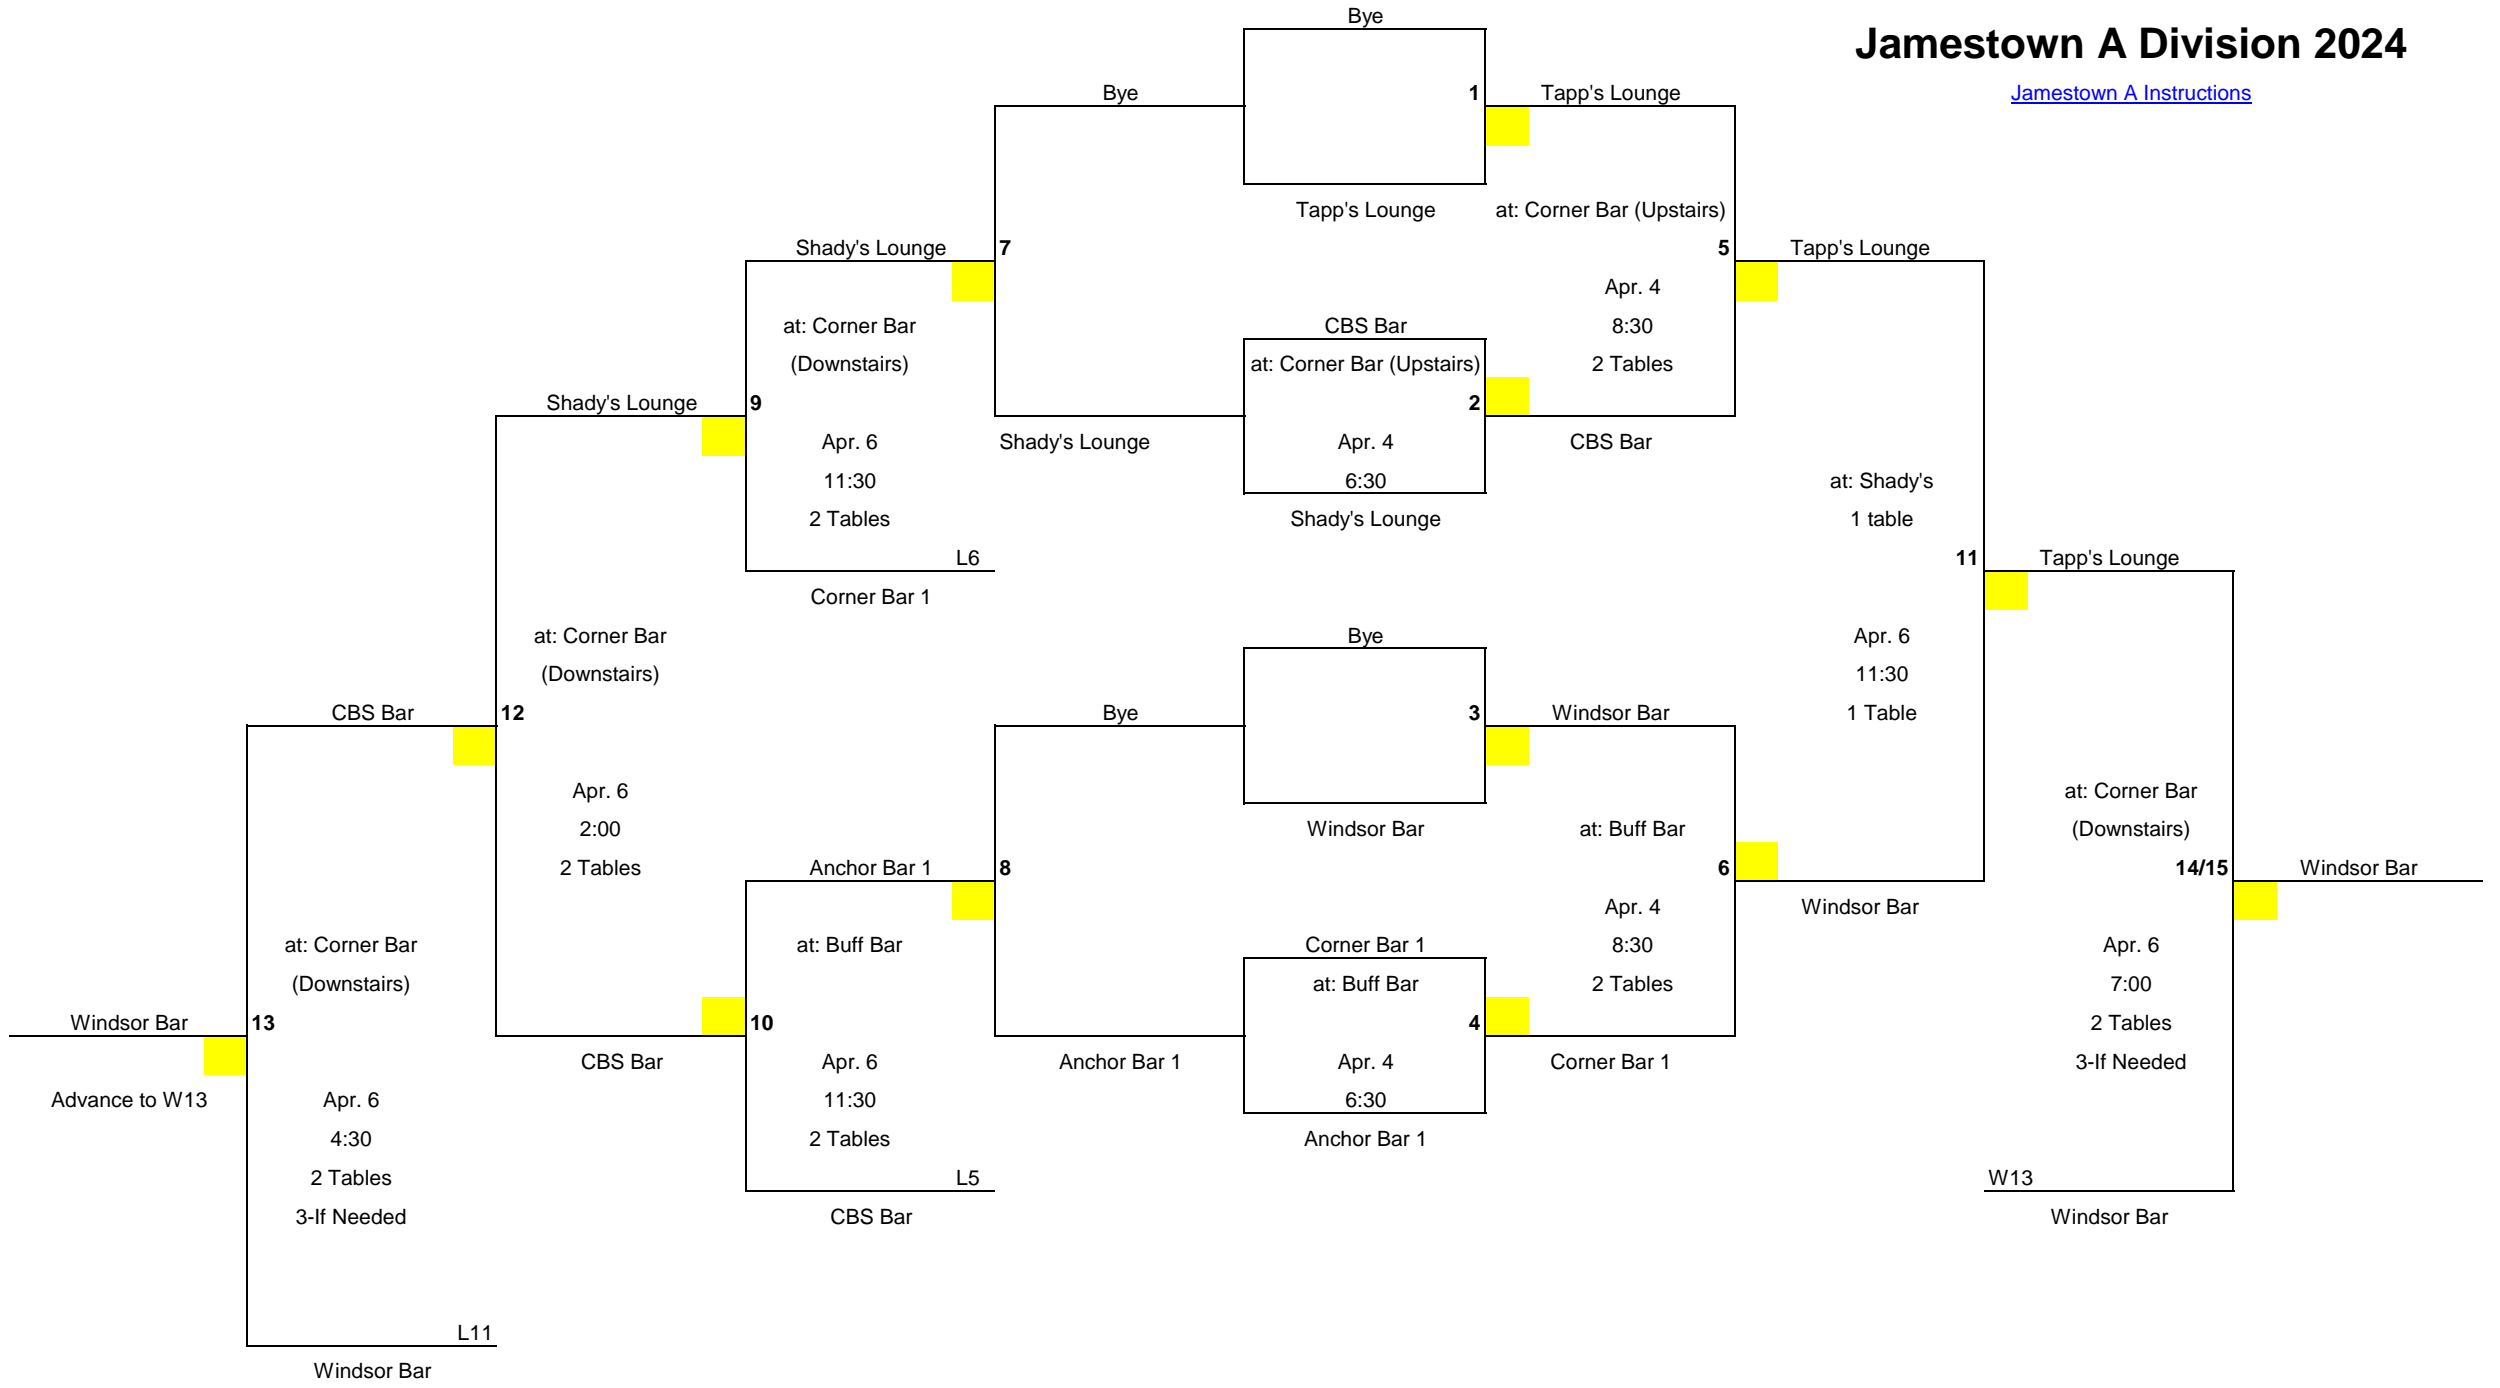 Bye
Jamestown A Division 2024
Bye
1
Tapp's Lounge
Jamestown A Instructions
Tapp's Lounge
at: Corner Bar (Upstairs)
Shady's Lounge
7
5
Tapp's Lounge
Apr. 4
at: Corner Bar
CBS Bar
8:30
(Downstairs)
at: Corner Bar (Upstairs)
2 Tables
Shady's Lounge
9
2
Apr. 6
Shady's Lounge
Apr. 4
CBS Bar
11:30
6:30
at: Shady's
2 Tables
Shady's Lounge
1 table
L6
11
Tapp's Lounge
Corner Bar 1
at: Corner Bar
Bye
Apr. 6
(Downstairs)
11:30
CBS Bar
12
Bye
3
Windsor Bar
1 Table
Apr. 6
at: Corner Bar
2:00
Windsor Bar
at: Buff Bar
(Downstairs)
2 Tables
Anchor Bar 1
8
6
14/15
Windsor Bar
Apr. 4
Windsor Bar
at: Corner Bar
at: Buff Bar
Corner Bar 1
8:30
Apr. 6
(Downstairs)
at: Buff Bar
2 Tables
7:00
Windsor Bar
13
10
4
2 Tables
CBS Bar
Apr. 6
Anchor Bar 1
Apr. 4
Corner Bar 1
3-If Needed
Advance to W13
Apr. 6
11:30
6:30
4:30
2 Tables
Anchor Bar 1
2 Tables
L5
W13
3-If Needed
CBS Bar
Windsor Bar
L11
Windsor Bar